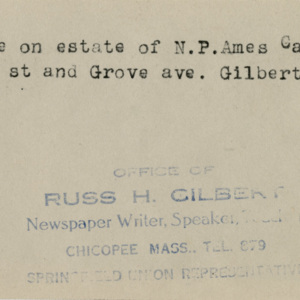 e on estate of N.P.Ames Ga
st and Grove ave. Gilbert
OFFICE OF
RUSS H. GILBERT
Newspaper Writer, Speaker,
CHICOPEE MASS., TEL. 879
SPRINGFIELD UNION REPRESENTATIVE